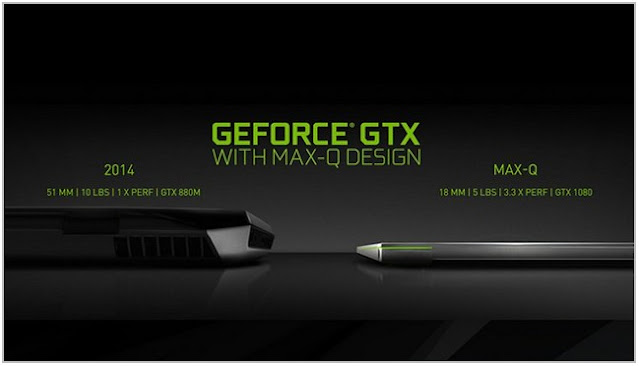 GEFORCE® GTX
WITH MAX-Q DESIGN
2014
51 MM | 10 LBS | 1 X PERF | GTX 880M
MAX-Q
18 MM | 5 LBS | 3.3 X PERF | GTX 1080